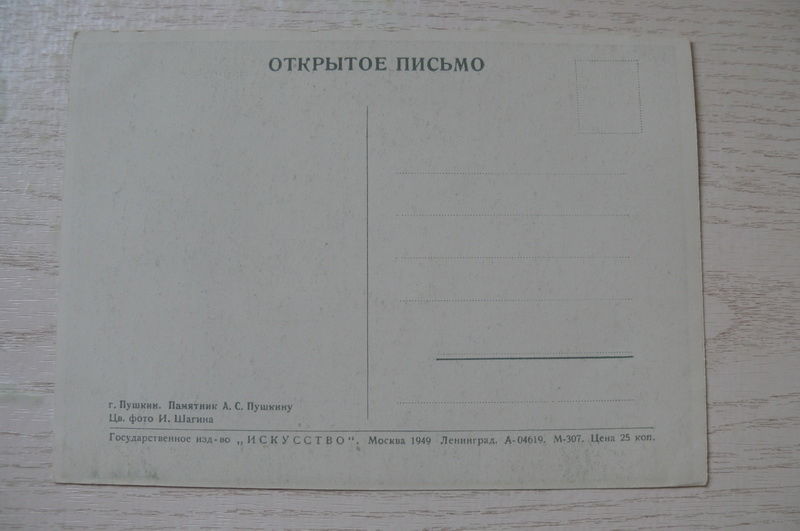 ОТКРЫТОЕ ПИСЬМО
г. Пушкин. Памятник А. С. Пушкину
Цв. фото И. Шагина
Государственное изд-во „ИСКУССТВО“. Москва 1949 Ленинград. А-04619. М-307. Цена 25 коп.